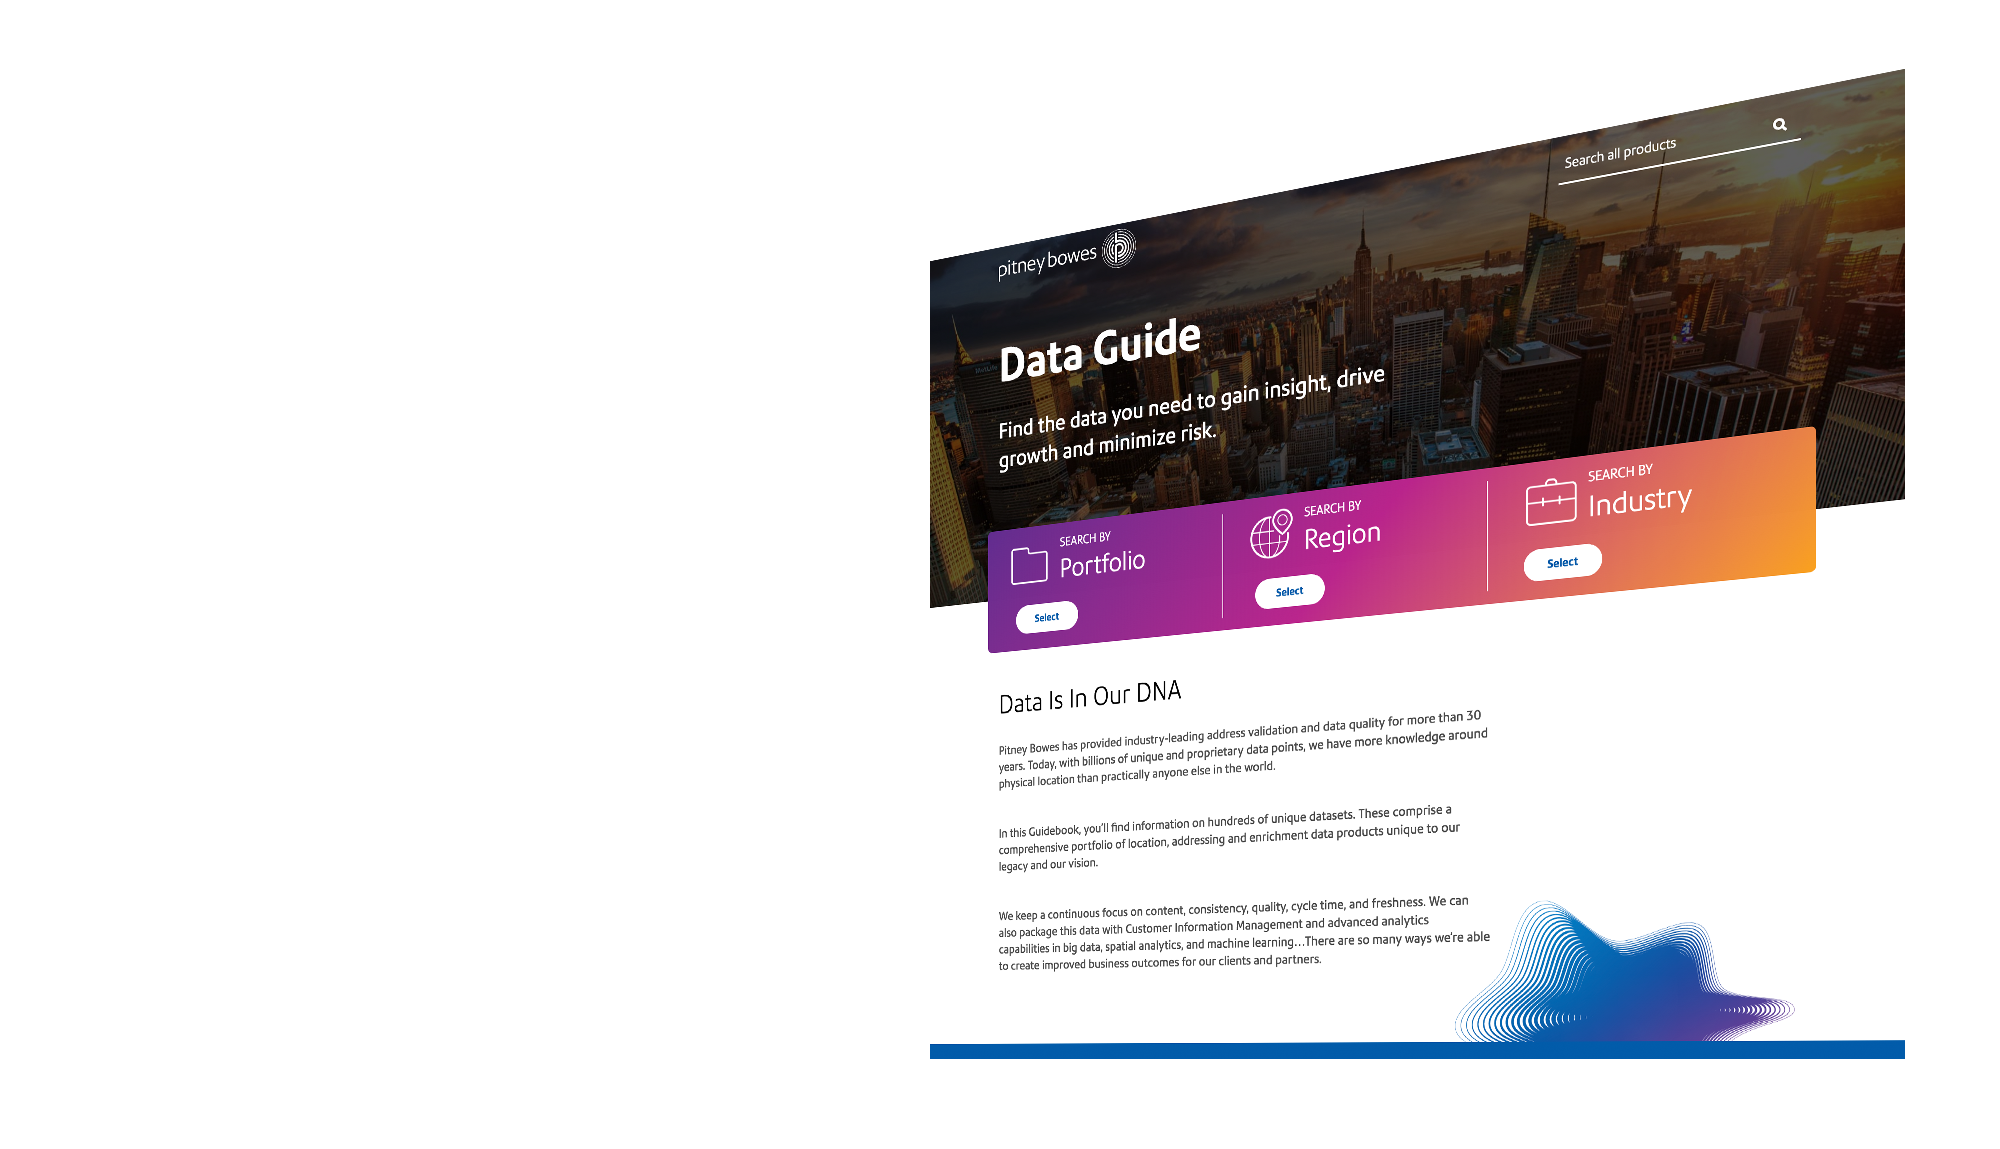 Search all products
pitney bowes
Data Guide
Find the data you need to gain insight, drive
growth and minimize risk.
SEARCH BY
Portfolio
Select
SEARCH BY
Region
Select
SEARCH BY
Industry
Select
Data Is In Our DNA
Pitney Bowes has provided industry-leading address validation and data quality for more than 30
years. Today, with billions of unique and proprietary data points, we have more knowledge around
physical location than practically anyone else in the world.
In this Guidebook, you'll find information on hundreds of unique datasets. These comprise a
comprehensive portfolio of location, addressing and enrichment data products unique to our
legacy and our vision.
We keep a continuous focus on content, consistency, quality, cycle time, and freshness. We can
also package this data with Customer Information Management and advanced analytics
capabilities in big data, spatial analytics, and machine learning…There are so many ways we're able
to create improved business outcomes for our clients and partners.
MetLife